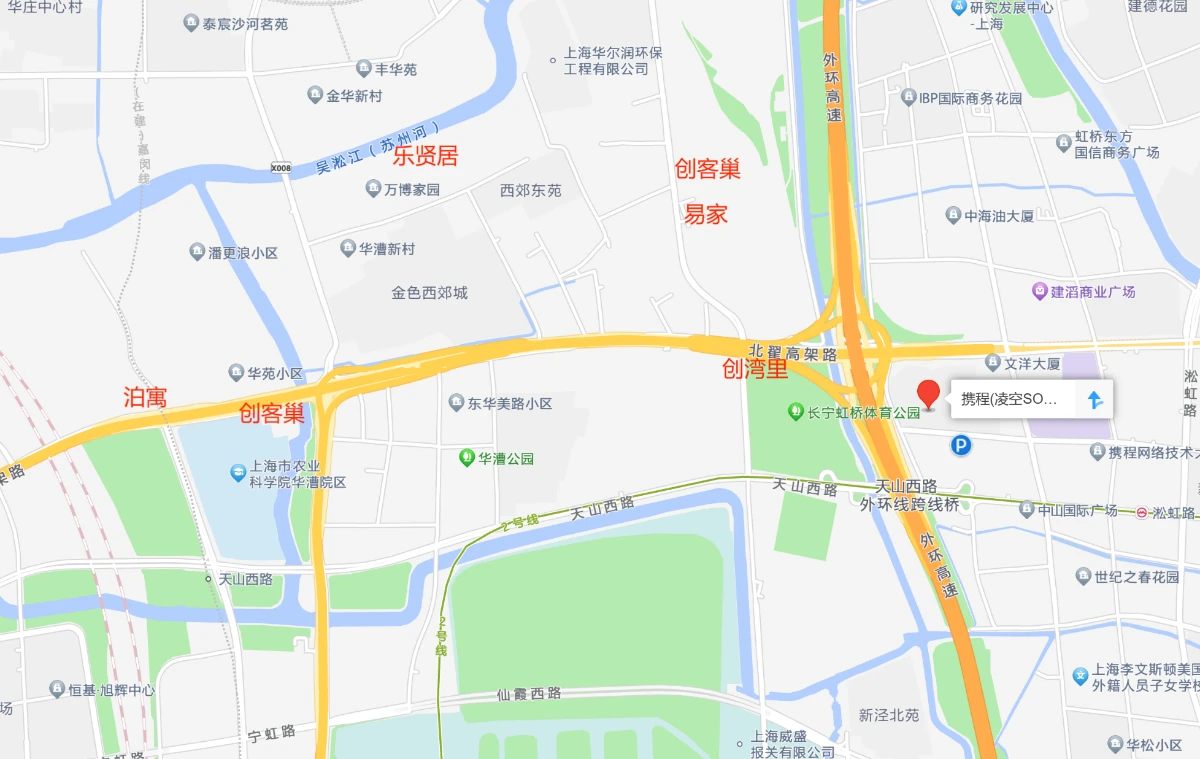 华庄中心村
泰宸沙河茗苑
研究发展中心
-上海
建德花园
上海华尔润环保
工程有限公司
外环高速
丰华苑
金华新村
IBP国际商务花园
(在建)嘉闵线
吴淞江(苏州河)
虹桥东方
国信商务广场
X008
乐贤居
创客巢
万博家园
西郊东苑
易家
中海油大厦
潘更浪小区
华漕新村
金色西郊城
建滔商业广场
北翟高架路
文洋大厦
华苑小区
创湾里
淞虹路
泊寓
创客巢
东华美路小区
长宁虹桥体育公园
携程(凌空SO...
P
华漕公园
携程网络技术大
上海市农业
科学院华漕院区
架路
天山西路
天山西路
外环线跨线桥
2号线
天山西路
中山国际广场
淞虹路
外环高速
天山西路
世纪之春花园
2号线
上海李文斯顿美国
外籍人员子女学校
恒基·旭辉中心
场
仙霞西路
新泾北苑
宁虹路
上海威盛
报关有限公司
华松小区
虹路